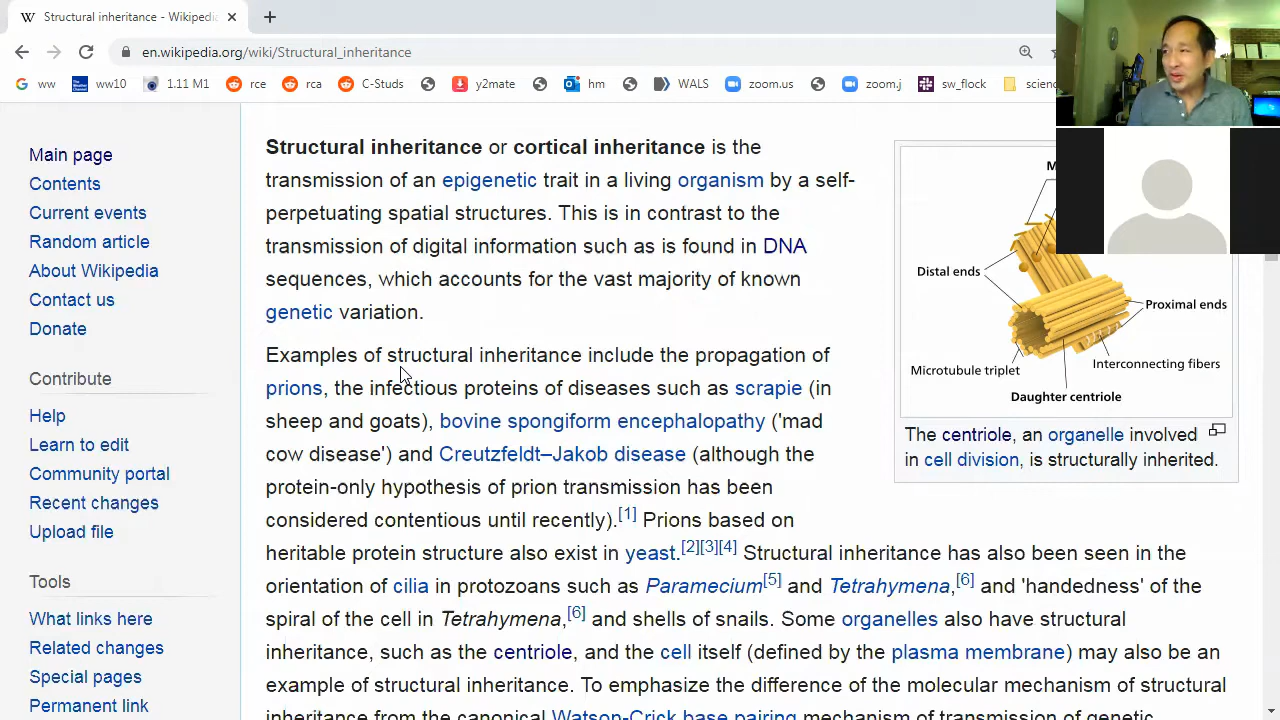 Structural inheritance - Wikipedi
en.wikipedia.org/wiki/Structural_inheritance
ww
ww10
1.11 M1
rce
rca
C-Studs
y2mate
hm
WALS
zoom.us
zoom.j
sw_flock
scienc
Main page
Contents
Current events
Random article
About Wikipedia
Contact us
Donate
Contribute
Help
Learn to edit
Community portal
Recent changes
Upload file
Tools
What links here
Related changes
Special pages
Permanent link
Structural inheritance or cortical inheritance is the
transmission of an epigenetic trait in a living organism by a self-
perpetuating spatial structures. This is in contrast to the
transmission of digital information such as is found in DNA
sequences, which accounts for the vast majority of known
genetic variation.
Examples of structural inheritance include the propagation of
prions, the infectious proteins of diseases such as scrapie (in
sheep and goats), bovine spongiform encephalopathy ('mad
cow disease') and Creutzfeldt–Jakob disease (although the
protein-only hypothesis of prion transmission has been
considered contentious until recently).[1] Prions based on
heritable protein structure also exist in yeast.[2][3][4] Structural inheritance has also been seen in the
orientation of cilia in protozoans such as Paramecium[5] and Tetrahymena,[6] and 'handedness' of the
spiral of the cell in Tetrahymena,[6] and shells of snails. Some organelles also have structural
inheritance, such as the centriole, and the cell itself (defined by the plasma membrane) may also be an
example of structural inheritance. To emphasize the difference of the molecular mechanism of structural
inheritance from the canonical Watson-Crick base pairing mechanism of transmission of genetic
M
Distal ends
Proximal ends
Microtubule triplet
Interconnecting fibers
Daughter centriole
The centriole, an organelle involved
in cell division, is structurally inherited.